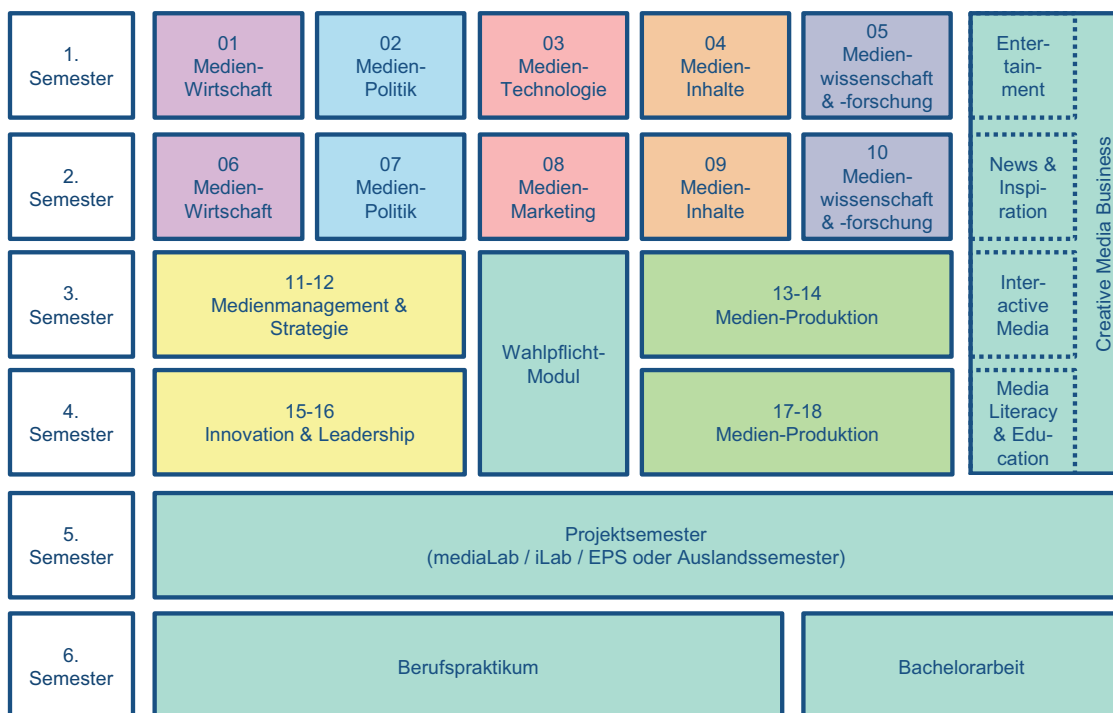 1.
Semester
01
Medien-
Wirtschaft
02
Medien-
Politik
03
Medien-
Technologie
04
Medien-
Inhalte
05
Medien-
wissenschaft
& -forschung
Enter-
tain-
ment
2.
Semester
06
Medien-
Wirtschaft
07
Medien-
Politik
08
Medien-
Marketing
09
Medien-
Inhalte
10
Medien-
wissenschaft
& -forschung
News &
Inspi-
ration
3.
Semester
11-12
Medienmanagement &
Strategie
Wahlpflicht-
Modul
13-14
Medien-Produktion
Inter-
active
Media
4.
Semester
15-16
Innovation & Leadership
17-18
Medien-Produktion
Media
Literacy
& Edu-
cation
Creative Media Business
5.
Semester
Projektsemester
(mediaLab / iLab / EPS oder Auslandssemester)
6.
Semester
Berufspraktikum
Bachelorarbeit